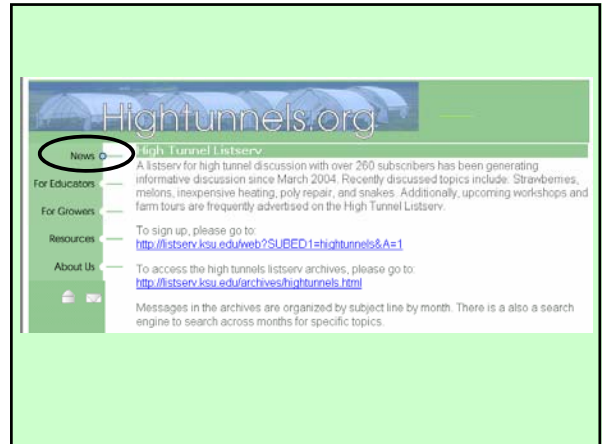 Hightunnels.org
News
For Educators
For Growers
Resources
About Us
High Tunnel Listserv
A listserv for high tunnel discussion with over 260 subscribers has been generating
informative discussion since March 2004. Recently discussed topics include: Strawberries,
melons, inexpensive heating, poly repair, and snakes. Additionally, upcoming workshops and
farm tours are frequently advertised on the High Tunnel Listserv.
To sign up, please go to:
http://listserv.ksu.edu/web?SUBED1=hightunnels&A=1
To access the high tunnels listserv archives, please go to:
http://listserv.ksu.edu/archives/hightunnels.html
Messages in the archives are organized by subject line by month. There is a also a search
engine to search across months for specific topics.